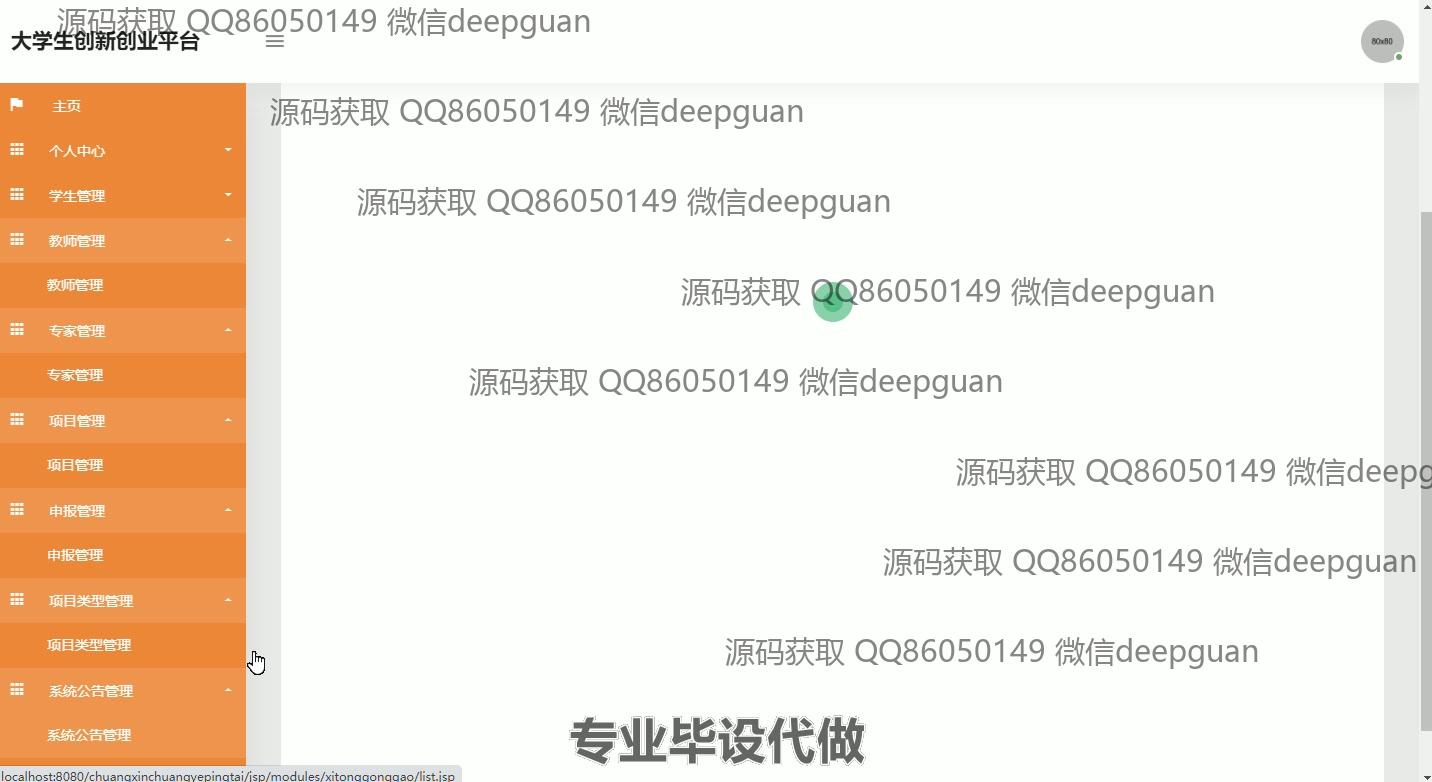 源码获取 QQ86050149 微信deepguan
大学生创新创业平台
80x80
主页
源码获取 QQ86050149 微信deepguan
个人中心
学生管理
源码获取 QQ86050149 微信deepguan
教师管理
教师管理
源码获取 QQ86050149 微信deepguan
专家管理
专家管理
源码获取 QQ86050149 微信deepguan
项目管理
项目管理
源码获取 QQ86050149 微信deepg
申报管理
申报管理
源码获取 QQ86050149 微信deepguan
项目类型管理
项目类型管理
源码获取 QQ86050149 微信deepguan
系统公告管理
系统公告管理
专业毕设代做
localhost:8080/chuangxinchuangyepingtai/jsp/modules/xitonggonggao/list.jsp